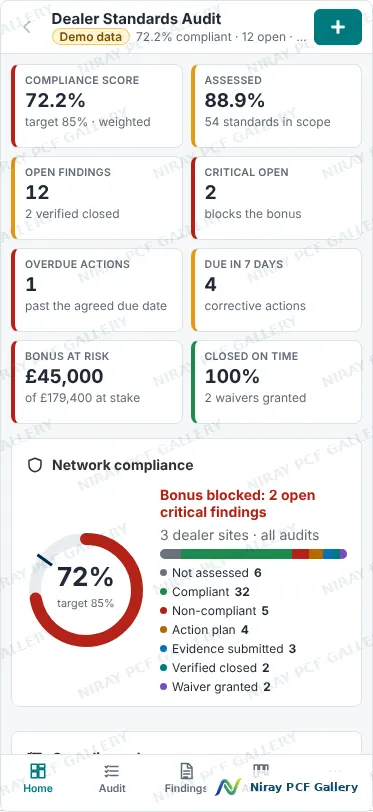 Dealer Standards Audit
Demo data 72.2% compliant · 12 open · ...
COMPLIANCE SCORE
72.2%
target 85% · weighted
ASSESSED
88.9%
54 standards in scope
OPEN FINDINGS
12
2 verified closed
CRITICAL OPEN
2
blocks the bonus
OVERDUE ACTIONS
1
past the agreed due date
DUE IN 7 DAYS
4
corrective actions
BONUS AT RISK
£45,000
of £179,400 at stake
CLOSED ON TIME
100%
2 waivers granted
Network compliance
72%
target 85%
Bonus blocked: 2 open
critical findings
3 dealer sites · all audits
Not assessed 6
Compliant 32
Non-compliant 5
Action plan 4
Evidence submitted 3
Verified closed 2
Waiver granted 2
Home
Audit
Findings
Niray PCF Gallery
NIRAY PCF GALLERY